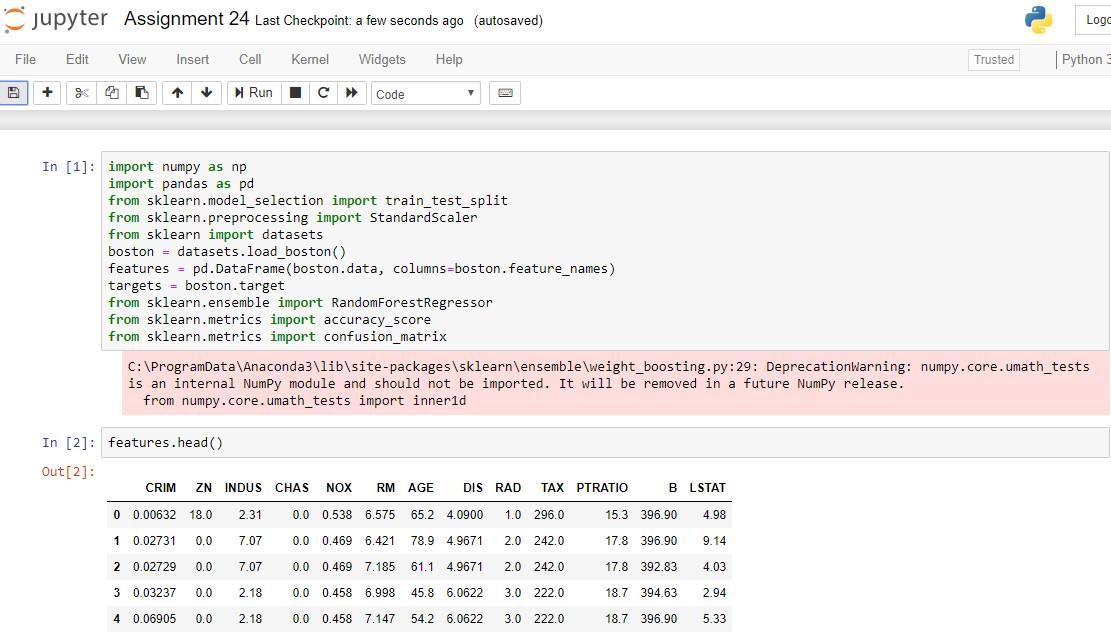 jupyter Assignment 24 Last Checkpoint: a few seconds ago (autosaved)
File Edit View Insert Cell Kernel Widgets Help Trusted Python 3
Run Code
In [1]: import numpy as np
import pandas as pd
from sklearn.model_selection import train_test_split
from sklearn.preprocessing import StandardScaler
from sklearn import datasets
boston = datasets.load_boston()
features = pd.DataFrame(boston.data, columns=boston.feature_names)
targets = boston.target
from sklearn.ensemble import RandomForestRegressor
from sklearn.metrics import accuracy_score
from sklearn.metrics import confusion_matrix
C:\ProgramData\Anaconda3\lib\site-packages\sklearn\ensemble\weight_boosting.py:29: DeprecationWarning: numpy.core.umath_tests
is an internal NumPy module and should not be imported. It will be removed in a future NumPy release.
from numpy.core.umath_tests import inner1d
In [2]: features.head()
Out[2]:
CRIM ZN INDUS CHAS NOX RM AGE DIS RAD TAX PTRATIO B LSTAT
0 0.00632 18.0 2.31 0.0 0.538 6.575 65.2 4.0900 1.0 296.0 15.3 396.90 4.98
1 0.02731 0.0 7.07 0.0 0.469 6.421 78.9 4.9671 2.0 242.0 17.8 396.90 9.14
2 0.02729 0.0 7.07 0.0 0.469 7.185 61.1 4.9671 2.0 242.0 17.8 392.83 4.03
3 0.03237 0.0 2.18 0.0 0.458 6.998 45.8 6.0622 3.0 222.0 18.7 394.63 2.94
4 0.06905 0.0 2.18 0.0 0.458 7.147 54.2 6.0622 3.0 222.0 18.7 396.90 5.33